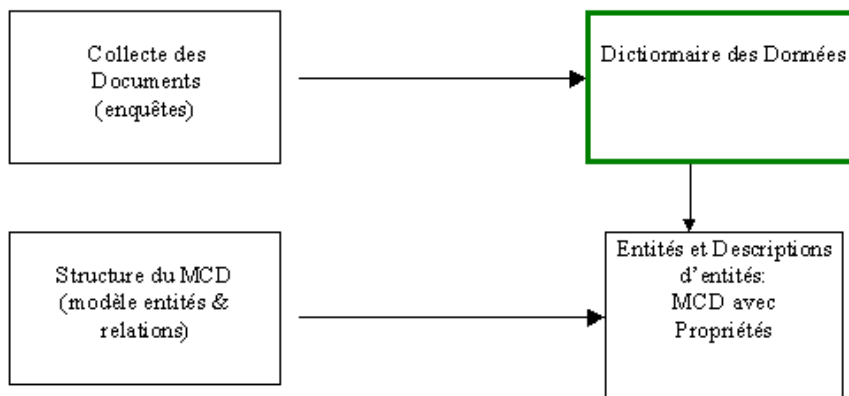 Collecte des
Documents
(enquêtes)
Dictionnaire des Données
Structure du MCD
(modèle entités &
relations)
Entités et Descriptions
d'entités:
MCD avec
Propriétés